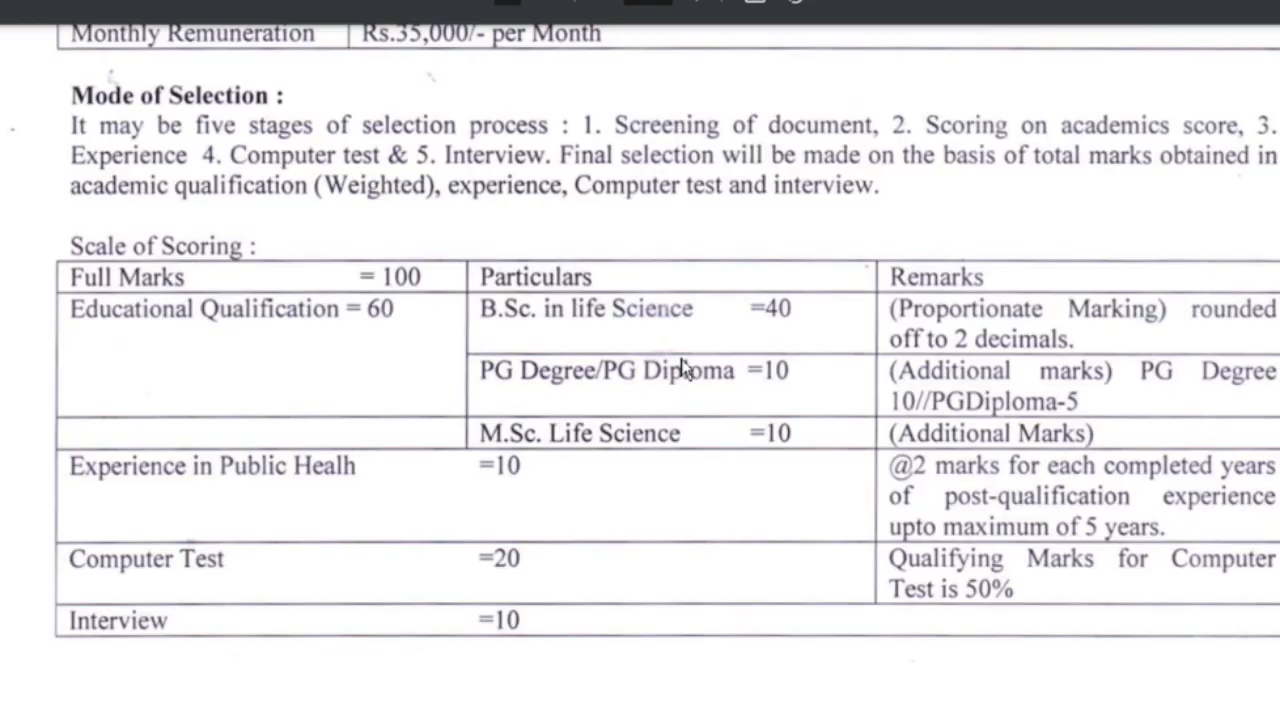 Monthly Remuneration Rs.35,000/- per Month
Mode of Selection :
It may be five stages of selection process : 1. Screening of document, 2. Scoring on academics score, 3.
Experience 4. Computer test & 5. Interview. Final selection will be made on the basis of total marks obtained in
academic qualification (Weighted), experience, Computer test and interview.
Scale of Scoring :
Full Marks = 100 Particulars Remarks
Educational Qualification = 60 B.Sc. in life Science =40 (Proportionate Marking) rounded
off to 2 decimals.
PG Degree/PG Diploma =10 (Additional marks) PG Degree
10//PGDiploma-5
M.Sc. Life Science =10 (Additional Marks)
Experience in Public Healh =10 @2 marks for each completed years
of post-qualification experience
upto maximum of 5 years.
Computer Test =20 Qualifying Marks for Computer
Test is 50%
Interview =10